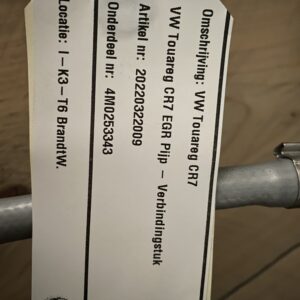 Omschrijving: VW Touareg CR7
VW Touareg CR7 EGR Pijp – Verbindingstuk
Artikel nr: 20220322009
Onderdeel nr: 4M0253343
Locatie: I – K3 – T6 BrandtW.